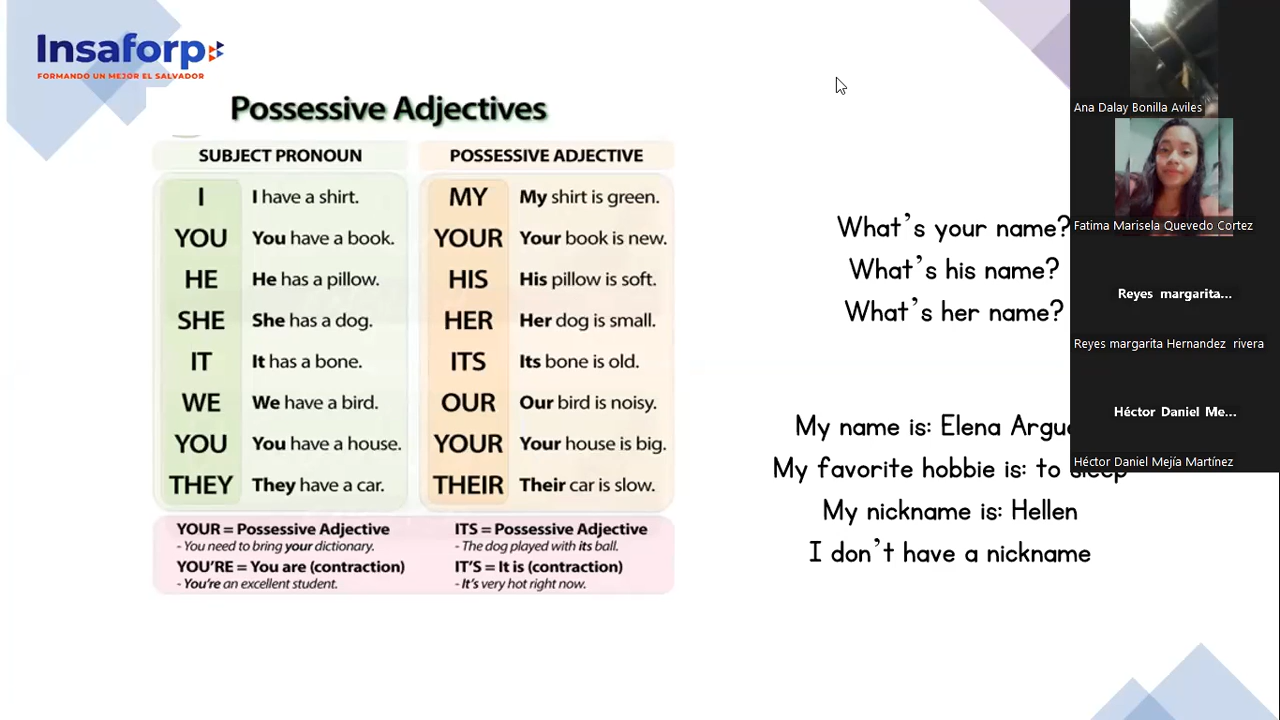 Insaforp
FORMANDO UN MEJOR EL SALVADOR
Possessive Adjectives
SUBJECT PRONOUN
POSSESSIVE ADJECTIVE
I
I have a shirt.
MY
My shirt is green.
YOU
You have a book.
YOUR
Your book is new.
HE
He has a pillow.
HIS
His pillow is soft.
SHE
She has a dog.
HER
Her dog is small.
IT
It has a bone.
ITS
Its bone is old.
WE
We have a bird.
OUR
Our bird is noisy.
YOU
You have a house.
YOUR
Your house is big.
THEY
They have a car.
THEIR
Their car is slow.
YOUR = Possessive Adjective
- You need to bring your dictionary.
YOU'RE = You are (contraction)
- You're an excellent student.
ITS = Possessive Adjective
- The dog played with its ball.
IT'S = It is (contraction)
- It's very hot right now.
What's your name?
What's his name?
What's her name?
My name is: Elena
My favorite hobbie is: to sleep
My nickname is: Hellen
I don't have a nickname
Ana Dalay Bonilla Aviles
Fatima Marisela Quevedo Cortez
Reyes margarita...
Reyes margarita Hernandez rivera
Héctor Daniel Me...
Héctor Daniel Mejía Martínez